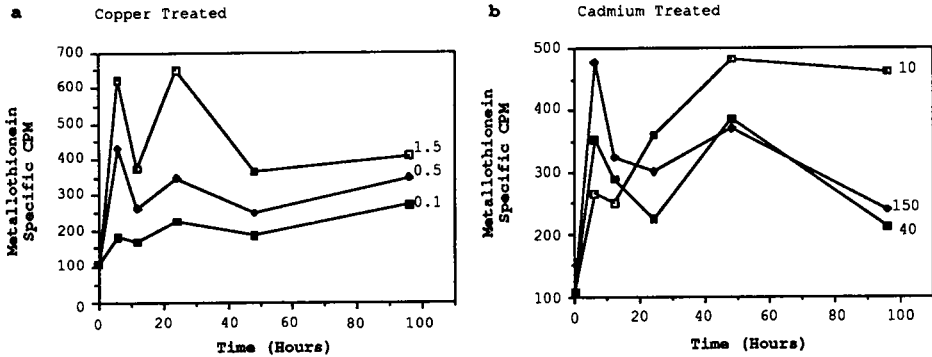 a Copper Treated
Metallothionein
Specific CPM
700
600
500
400
300
200
100
0
1.5
0.5
0.1
0 20 40 60 80 100
Time (Hours)
b Cadmium Treated
Metallothionein
Specific CPM
500
400
300
200
100
10
150
40
0 20 40 60 80 100
Time (Hours)